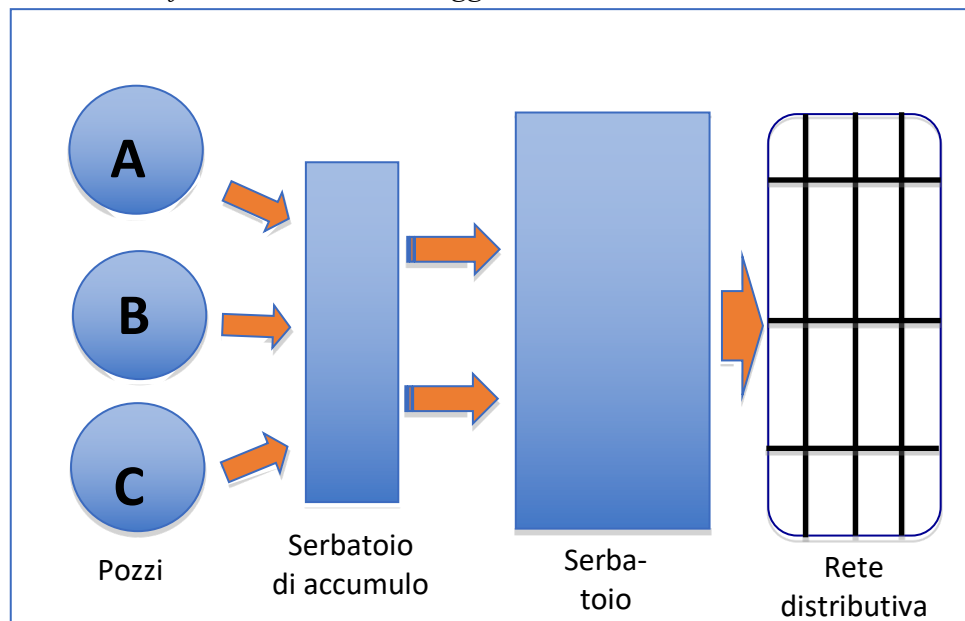 A
B
C
Pozzi
Serbatoio
di accumulo
Serba-
toio
Rete
distributiva